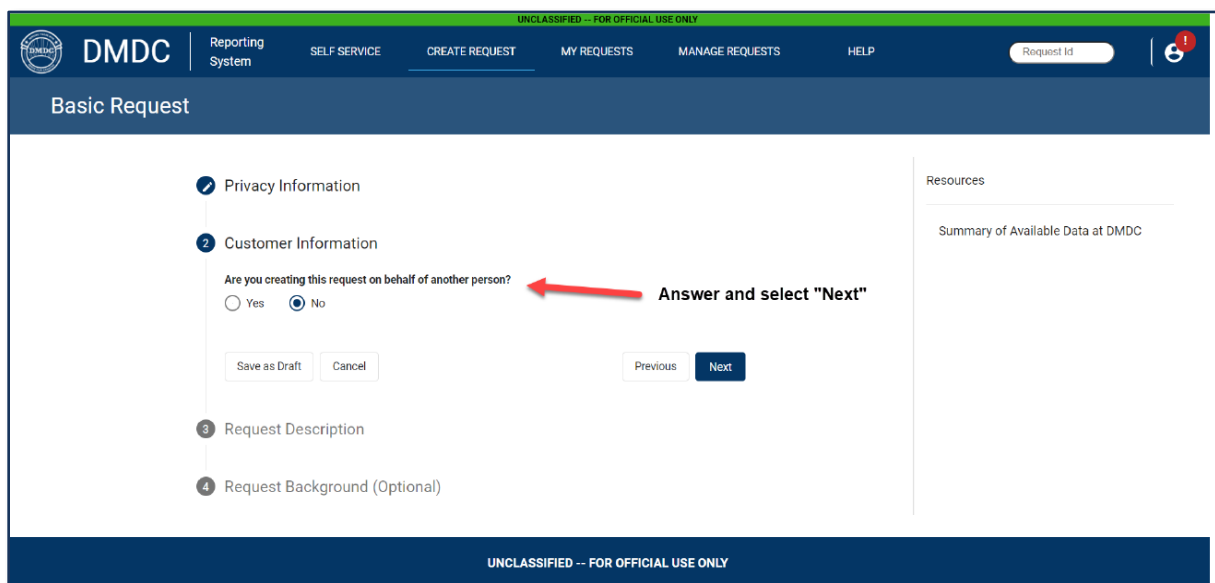 UNCLASSIFIED -- FOR OFFICIAL USE ONLY
DMDC
DMDC
Reporting
System
SELF SERVICE
CREATE REQUEST
MY REQUESTS
MANAGE REQUESTS
HELP
Request Id
!
Basic Request
Privacy Information
Resources
Summary of Available Data at DMDC
2 Customer Information
Are you creating this request on behalf of another person?
Yes No
Answer and select "Next"
Save as Draft Cancel Previous Next
3 Request Description
4 Request Background (Optional)
UNCLASSIFIED -- FOR OFFICIAL USE ONLY